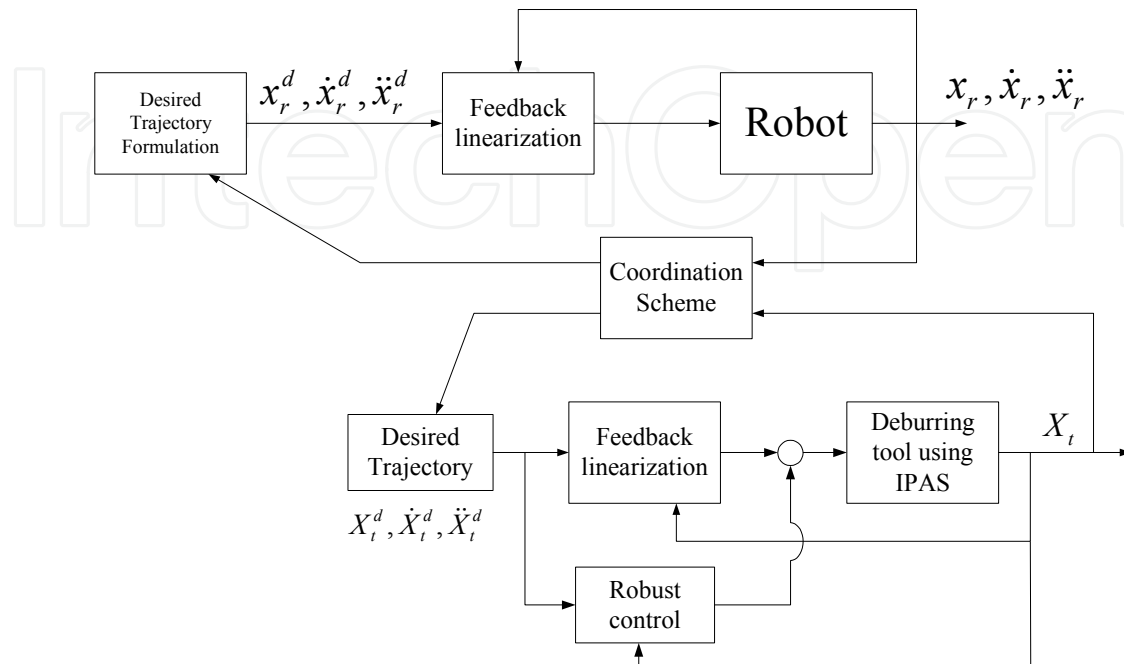 IntechOpen
Desired
Trajectory
Formulation
x_r^d, ẋ_r^d, ẍ_r^d
Feedback
linearization
Robot
x_r, ẋ_r, ẍ_r
Coordination
Scheme
Desired
Trajectory
X_t^d, Ẋ_t^d, Ẍ_t^d
Feedback
linearization
Deburring
tool using
IPAS
X_t
Robust
control